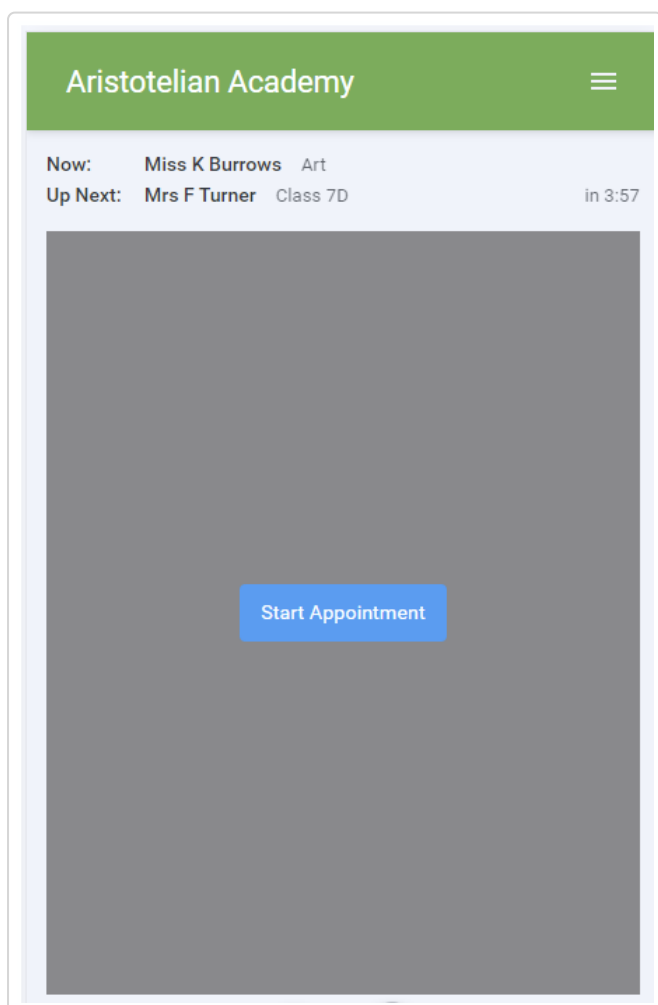 Aristotelian Academy
Now: Miss K Burrows Art
Up Next: Mrs F Turner Class 7D in 3:57
Start Appointment